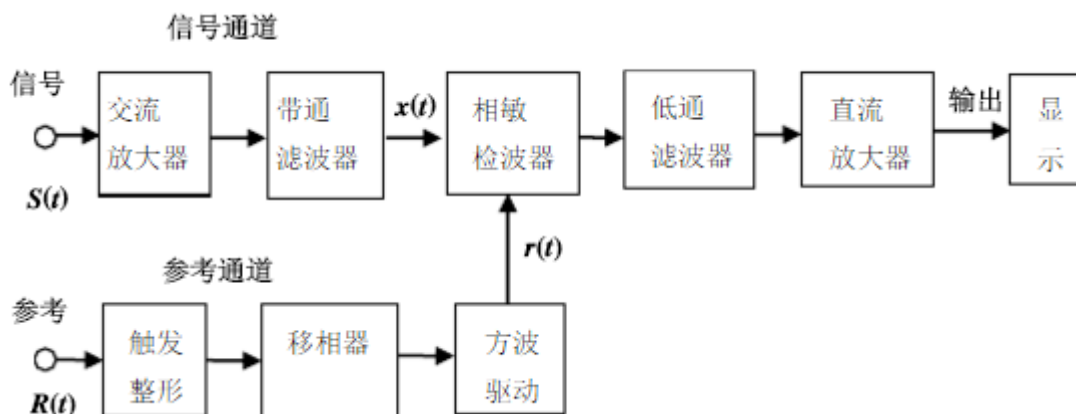 信号通道
信号
交流
放大器
带通
滤波器
x(t)
相敏
检波器
低通
滤波器
直流
放大器
输出
显
示
S(t)
r(t)
参考通道
参考
触发
整形
移相器
方波
驱动
R(t)